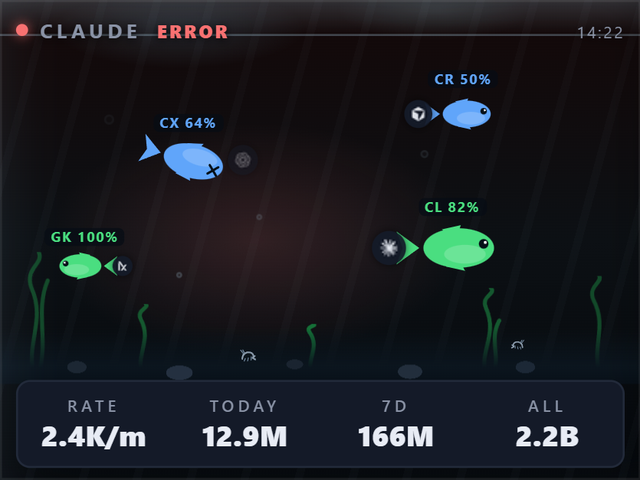 CLAUDE ERROR 14:22
CR 50%
CX 64%
CL 82%
GK 100%
RATE TODAY 7D ALL
2.4K/m 12.9M 166M 2.2B